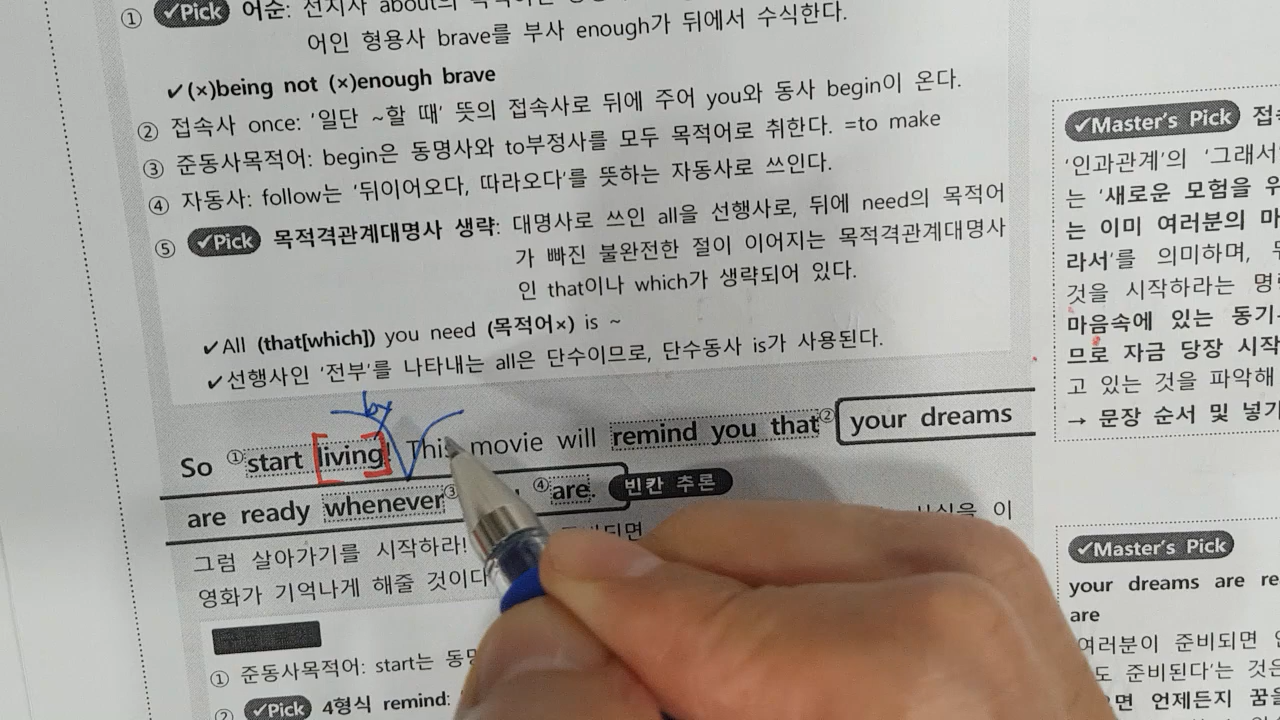 ① ✓Pick 어순: 전치사 about의
어인 형용사 brave를 부사 enough가 뒤에서 수식한다.
✓(×)being not (×)enough brave
② 접속사 once: '일단 ~할 때' 뜻의 접속사로 뒤에 주어 you와 동사 begin이 온다.
③ 준동사목적어: begin은 동명사와 to부정사를 모두 목적어로 취한다. =to make
④ 자동사: follow는 '뒤이어오다, 따라오다'를 뜻하는 자동사로 쓰인다.
⑤ ✓Pick 목적격관계대명사 생략: 대명사로 쓰인 all을 선행사로, 뒤에 need의 목적어
가 빠진 불완전한 절이 이어지는 목적격관계대명사
인 that이나 which가 생략되어 있다.
✓All (that[which]) you need (목적어×) is ~
✓선행사인 '전부'를 나타내는 all은 단수이므로, 단수동사 is가 사용된다.
by
So ①start living! This movie will remind you that② your dreams
are ready whenever③ ④are. 빈칸 추론
그럼 살아가기를 시작하라! 사실을 이
영화가 기억나게 해줄 것이다
① 준동사목적어: start는
② ✓Pick 4형식 remind:
✓Master's Pick
'인과관계'의 '그래서
는 '새로운 모험을
는 이미 여러분의
라서'를 의미하며,
것을 시작하라는
마음속에 있는
므로 자금 당장
고 있는 것을 파악해
→ 문장 순서 및
✓Master's Pick
your dreams are
are
여러분이 준비되면
도 준비된다'는
언제든지